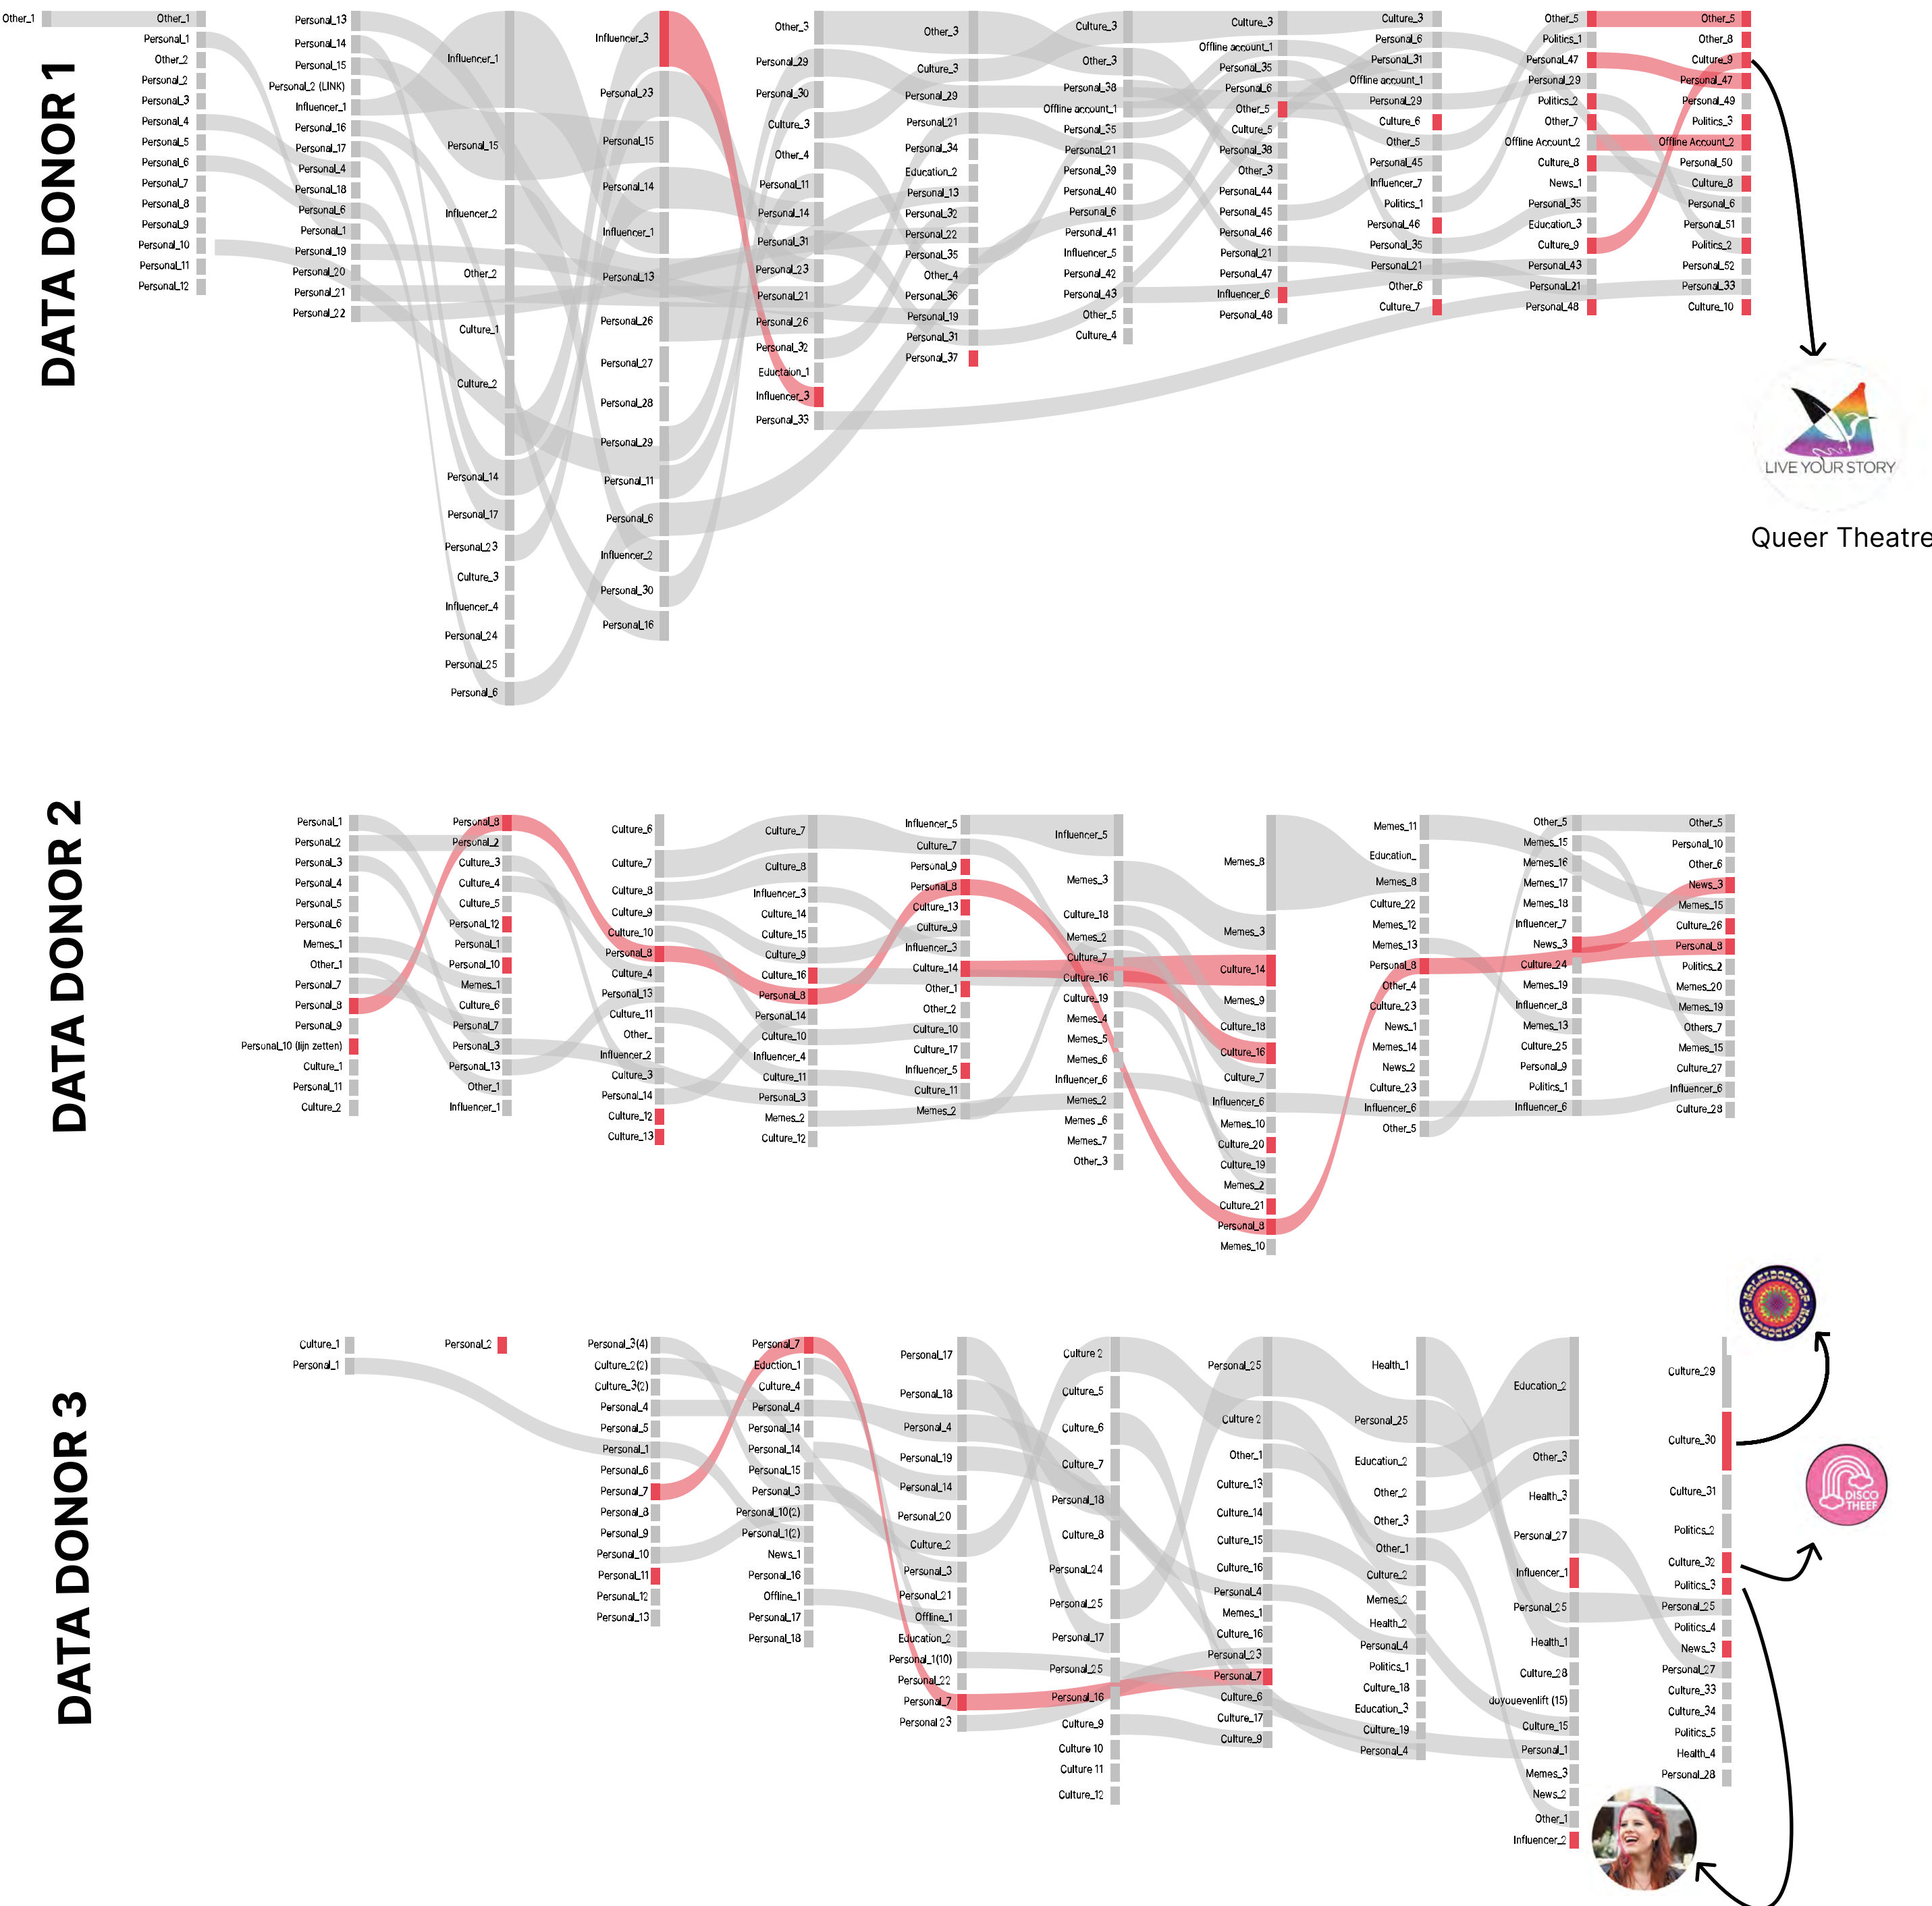 DATA DONOR 1
Other_1
Other_1
Personal_1
Other_2
Personal_2
Personal_3
Personal_4
Personal_5
Personal_6
Personal_7
Personal_8
Personal_9
Personal_10
Personal_11
Personal_12
Personal_13
Personal_14
Personal_15
Personal_2 (LINK)
Influencer_1
Personal_16
Personal_17
Personal_4
Personal_18
Personal_6
Personal_1
Personal_19
Personal_20
Personal_21
Personal_22
Influencer_1
Personal_15
Influencer_2
Other_2
Culture_1
Culture_2
Personal_14
Personal_17
Personal_23
Culture_3
Influencer_4
Personal_24
Personal_25
Personal_6
Influencer_3
Personal_23
Personal_15
Personal_14
Influencer_1
Personal_13
Personal_26
Personal_27
Personal_28
Personal_29
Personal_11
Personal_6
Influencer_2
Personal_30
Personal_16
Other_3
Personal_29
Personal_30
Culture_3
Other_4
Personal_11
Personal_14
Personal_31
Personal_23
Personal_21
Personal_26
Personal_32
Eductaion_1
Influencer_3
Personal_33
Other_3
Culture_3
Personal_29
Personal_21
Personal_34
Education_2
Personal_13
Personal_32
Personal_22
Personal_35
Other_4
Personal_36
Personal_19
Personal_31
Personal_37
Culture_3
Other_3
Personal_38
Offline account_1
Personal_35
Personal_21
Personal_39
Personal_40
Personal_6
Personal_41
Influencer_5
Personal_42
Personal_43
Other_5
Culture_4
Culture_3
Offline account_1
Personal_35
Personal_6
Other_5
Culture_5
Personal_38
Other_3
Personal_44
Personal_45
Personal_46
Personal_21
Personal_47
Influencer_6
Personal_48
Culture_3
Personal_6
Personal_31
Offline account_1
Personal_29
Culture_6
Other_5
Personal_45
Influencer_7
Politics_1
Personal_46
Personal_35
Personal_21
Other_6
Culture_7
Other_5
Politics_1
Personal_47
Personal_29
Politics_2
Other_7
Offline Account_2
Culture_8
News_1
Personal_35
Education_3
Culture_9
Personal_43
Personal_21
Personal_48
Other_5
Other_8
Culture_9
Personal_47
Personal_49
Politics_3
Offline Account_2
Personal_50
Culture_8
Personal_6
Personal_51
Politics_2
Personal_52
Personal_33
Culture_10
LIVE YOUR STORY
Queer Theatre
DATA DONOR 2
Personal_1
Personal_2
Personal_3
Personal_4
Personal_5
Personal_6
Memes_1
Other_1
Personal_7
Personal_8
Personal_9
Personal_10 (lijn zetten)
Culture_1
Personal_11
Culture_2
Personal_8
Personal_2
Culture_3
Culture_4
Culture_5
Personal_12
Personal_1
Personal_10
Memes_1
Culture_6
Personal_7
Personal_3
Personal_13
Other_1
Influencer_1
Culture_6
Culture_7
Culture_8
Culture_9
Culture_10
Personal_8
Culture_4
Personal_13
Culture_11
Other_
Influencer_2
Culture_3
Personal_14
Culture_12
Culture_13
Culture_7
Culture_8
Influencer_3
Culture_14
Culture_15
Culture_9
Culture_16
Personal_8
Personal_14
Culture_10
Influencer_4
Culture_11
Personal_3
Memes_2
Culture_12
Influencer_5
Culture_7
Personal_9
Personal_8
Culture_13
Culture_9
Influencer_3
Culture_14
Other_1
Other_2
Culture_10
Culture_17
Influencer_5
Culture_11
Memes_2
Influencer_5
Memes_3
Culture_18
Memes_2
Culture_7
Culture_16
Culture_19
Memes_4
Memes_5
Memes_6
Influencer_6
Memes_2
Memes _6
Memes_7
Other_3
Memes_8
Memes_3
Culture_14
Memes_9
Culture_18
Culture_16
Culture_7
Influencer_6
Memes_10
Culture_20
Culture_19
Memes_2
Culture_21
Personal_8
Memes_10
Memes_11
Education_
Memes_8
Culture_22
Memes_12
Memes_13
Personal_8
Other_4
Culture_23
News_1
Memes_14
News_2
Culture_23
Influencer_6
Other_5
Other_5
Memes_15
Memes_16
Memes_17
Memes_18
Influencer_7
News_3
Culture_24
Memes_19
Influencer_8
Memes_13
Culture_25
Personal_9
Politics_1
Influencer_6
Other_5
Personal_10
Other_6
News_3
Memes_15
Culture_26
Personal_8
Politics_2
Memes_20
Memes_19
Others_7
Memes_15
Culture_27
Influencer_6
Culture_28
DATA DONOR 3
Culture_1
Personal_1
Personal_2
Personal_3(4)
Culture_2(2)
Culture_3(2)
Personal_4
Personal_5
Personal_1
Personal_6
Personal_7
Personal_8
Personal_9
Personal_10
Personal_11
Personal_12
Personal_13
Personal_7
Eduction_1
Culture_4
Personal_4
Personal_14
Personal_14
Personal_15
Personal_3
Personal_10(2)
Personal_1(2)
News_1
Personal_16
Offline_1
Personal_17
Personal_18
Personal_17
Personal_18
Personal_4
Personal_19
Personal_14
Personal_20
Culture_2
Personal_3
Personal_21
Offline_1
Education_2
Personal_1(10)
Personal_22
Personal_7
Personal 23
Culture 2
Culture_5
Culture_6
Culture_7
Personal_18
Culture_8
Personal_24
Personal_25
Personal_17
Personal_25
Personal_16
Culture_9
Culture 10
Culture 11
Culture_12
Personal_25
Culture 2
Other_1
Culture_13
Culture_14
Culture_15
Culture_16
Personal_4
Memes_1
Culture_16
Personal_23
Personal_7
Culture_6
Culture_17
Culture_9
Health_1
Personal_25
Education_2
Other_2
Other_3
Other_1
Culture_2
Memes_2
Health_2
Personal_4
Politics_1
Culture_18
Education_3
Culture_19
Personal_4
Education_2
Other_3
Health_3
Personal_27
Influencer_1
Personal_25
Health_1
Culture_28
doyouevenlift (15)
Culture_15
Personal_1
Memes_3
News_2
Other_1
Influencer_2
Culture_29
Culture_30
Culture_31
Politics_2
Culture_32
Politics_3
Personal_25
Politics_4
News_3
Personal_27
Culture_33
Culture_34
Politics_5
Health_4
Personal_28
DISCO
THEEF